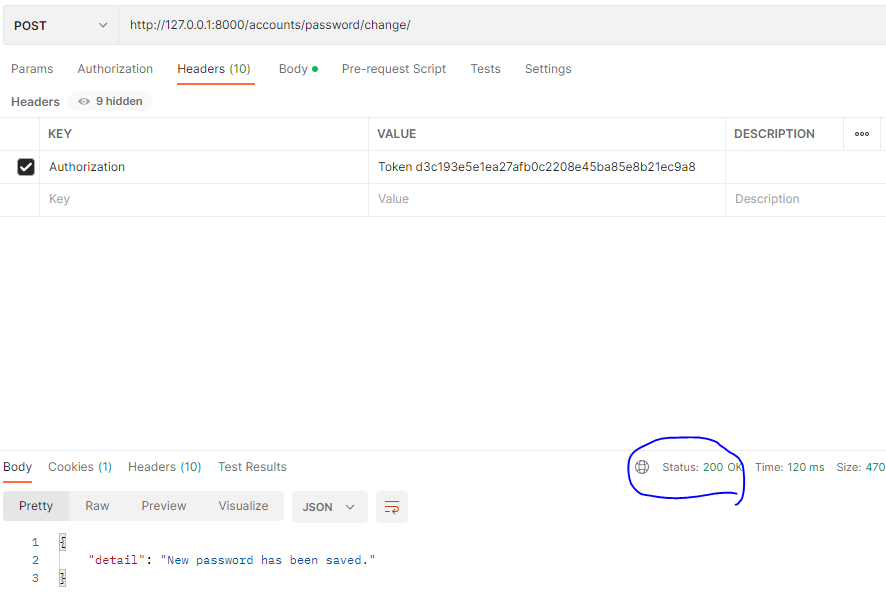 POST http://127.0.0.1:8000/accounts/password/change/
Params Authorization Headers (10) Body Pre-request Script Tests Settings
Headers 9 hidden
KEY VALUE DESCRIPTION
Authorization Token d3c193e5e1ea27afb0c2208e45ba85e8b21ec9a8
Key Value Description
Body Cookies (1) Headers (10) Test Results Status: 200 OK Time: 120 ms Size: 470
Pretty Raw Preview Visualize JSON
1 {
2 "detail": "New password has been saved."
3 }